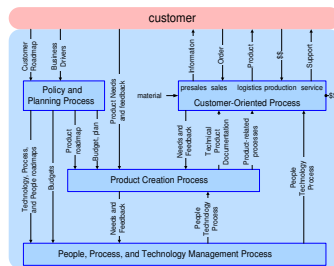 customer
Customer
Roadmap
Business
Drivers
Product Needs
and feedback
Information
Order
Product
$$
Support
presales sales logistics production service
material
$$
Policy and
Planning Process
Customer-Oriented Process
Technology, Process,
and People roadmaps
Budgets
Product
roadmap
Budget, plan
Needs and
Feedback
Technical
Product
Documentation
Product-related
processes
People
Technology
Process
Product Creation Process
Needs and
Feedback
People
Technology
Process
People, Process, and Technology Management Process